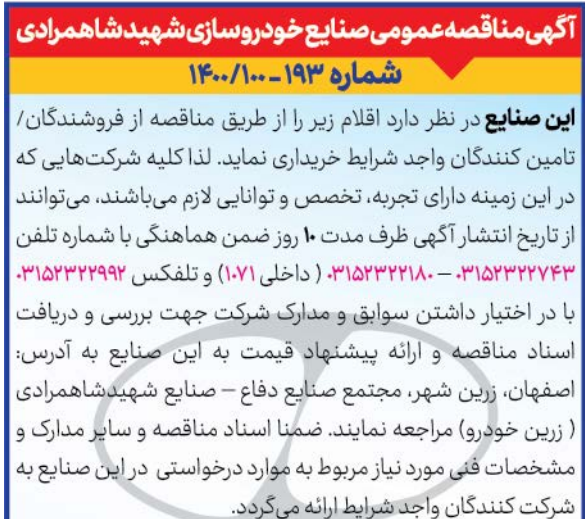 آگهی مناقصه عمومی صنایع خودروسازی شهید شاهمرادی
شماره ۱۹۳ - ۱۴۰۰/۱۰۰
این صنایع در نظر دارد اقلام زیر را از طریق مناقصه از فروشندگان/
تامین کنندگان واجد شرایط خریداری نماید. لذا کلیه شرکت‌هایی که
در این زمینه دارای تجربه، تخصص و توانایی لازم می‌باشند، می‌توانند
از تاریخ انتشار آگهی ظرف مدت ۱۰ روز ضمن هماهنگی با شماره تلفن
۰۳۱۵۲۳۲۲۷۴۳ – ۰۳۱۵۲۳۲۲۱۸۰ ( داخلی ۱۰۷۱) و تلفکس ۰۳۱۵۲۳۲۲۹۹۲
با در اختیار داشتن سوابق و مدارک شرکت جهت بررسی و دریافت
اسناد مناقصه و ارائه پیشنهاد قیمت به این صنایع به آدرس:
اصفهان، زرین شهر، مجتمع صنایع دفاع – صنایع شهیدشاهمرادی
( زرین خودرو) مراجعه نمایند. ضمنا اسناد مناقصه و سایر مدارک و
مشخصات فنی مورد نیاز مربوط به موارد درخواستی در این صنایع به
شرکت کنندگان واجد شرایط ارائه می‌گردد.